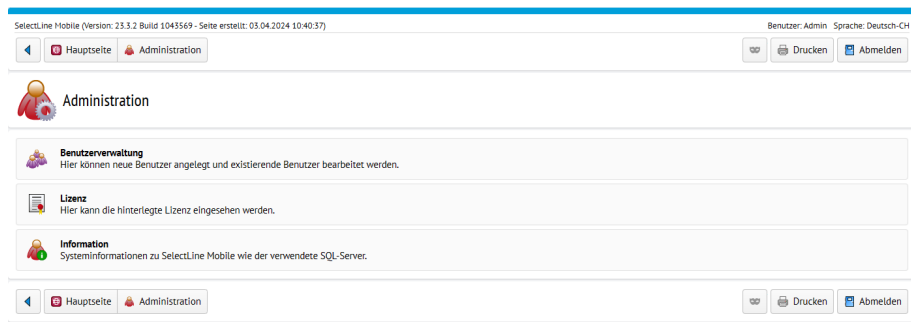 SelectLine Mobile (Version: 23.3.2 Build 1043569 - Seite erstellt: 03.04.2024 10:40:37) Benutzer: Admin Sprache: Deutsch-CH
Hauptseite Administration Drucken Abmelden
Administration
Benutzerverwaltung
Hier können neue Benutzer angelegt und existierende Benutzer bearbeitet werden.
Lizenz
Hier kann die hinterlegte Lizenz eingesehen werden.
Information
Systeminformationen zu SelectLine Mobile wie der verwendete SQL-Server.
Hauptseite Administration Drucken Abmelden